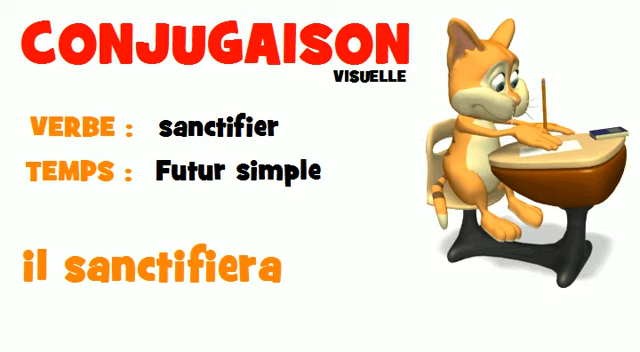 CONJUGAISON
VISUELLE
VERBE : sanctifier
TEMPS : Futur simple
il sanctifiera